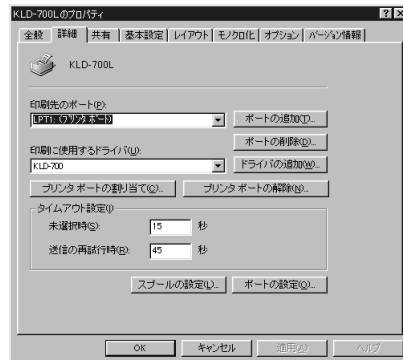 KLD-700Lのプロパティ
全般 詳細 共有 基本設定 レイアウト モノクロ化 オプション バージョン情報
KLD-700L
印刷先のポート(P):
LPT1: (プリンタ ポート)
ポートの追加(T)...
ポートの削除(D)...
印刷に使用するドライバ(U):
KLD-700
ドライバの追加(W)...
プリンタ ポートの割り当て(C)...
プリンタ ポートの解除(N)...
タイムアウト設定(I)
未選択時(S):
15 秒
送信の再試行時(R):
45 秒
スプールの設定(L)...
ポートの設定(O)...
OK
キャンセル
適用(A)
ヘルプ